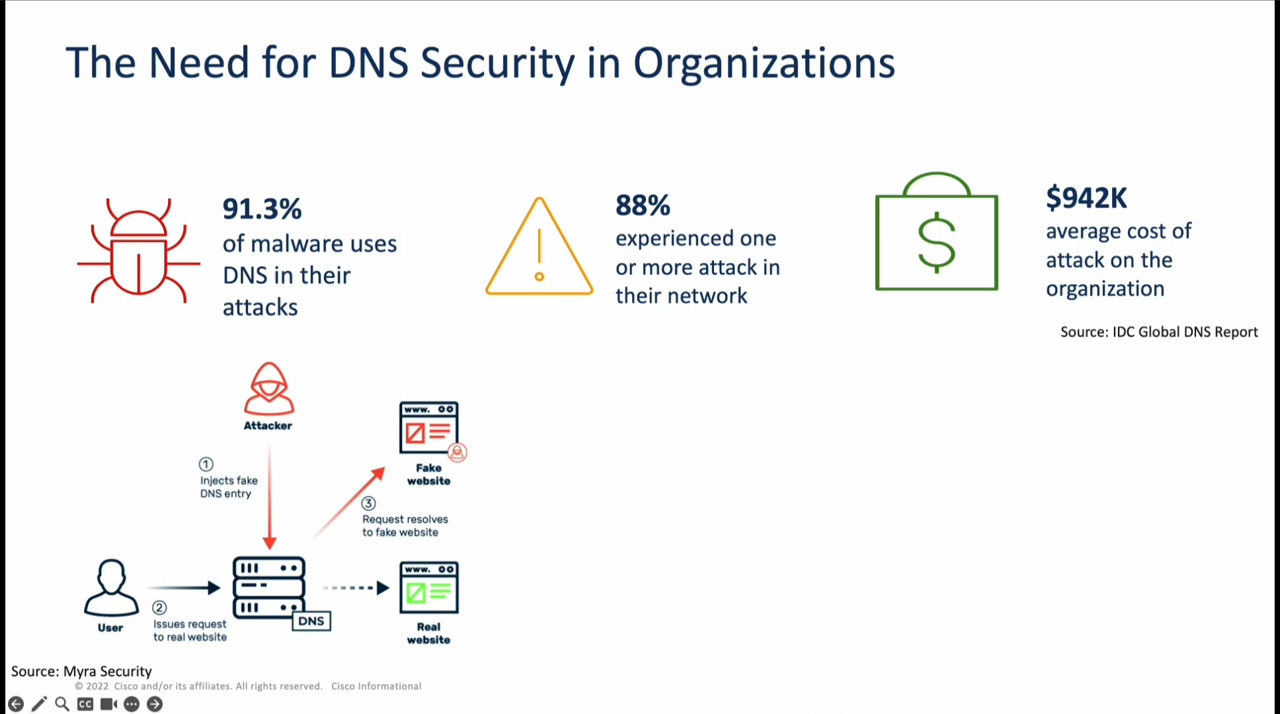 The Need for DNS Security in Organizations
91.3%
of malware uses
DNS in their
attacks
88%
experienced one
or more attack in
their network
$
$942K
average cost of
attack on the
organization
Source: IDC Global DNS Report
Attacker
1
Injects fake
DNS entry
www.
Fake
website
3
Request resolves
to fake website
User
2
Issues request
to real website
DNS
www.
Real
website
Source: Myra Security
© 2022 Cisco and/or its affiliates. All rights reserved. Cisco Informational
CC